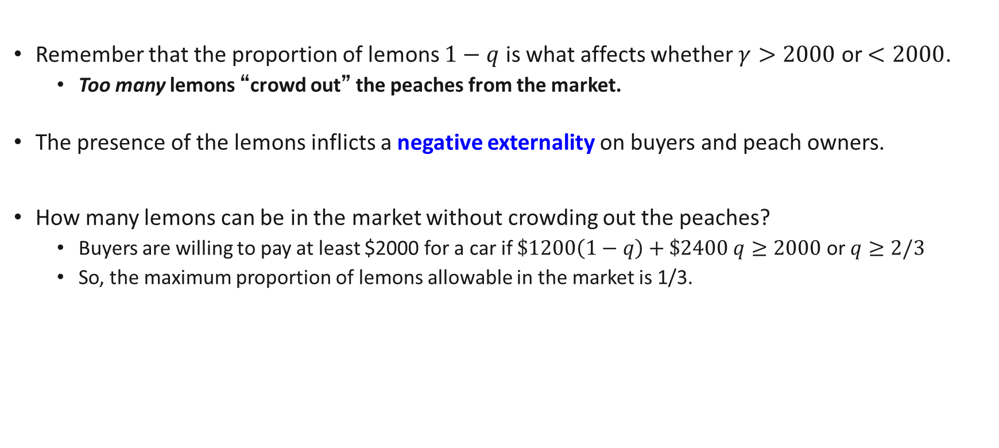 • Remember that the proportion of lemons 1 − q is what affects whether γ > 2000 or < 2000.
• Too many lemons “crowd out” the peaches from the market.
• The presence of the lemons inflicts a negative externality on buyers and peach owners.
• How many lemons can be in the market without crowding out the peaches?
• Buyers are willing to pay at least $2000 for a car if $1200(1 − q) + $2400 q ≥ 2000 or q ≥ 2/3
• So, the maximum proportion of lemons allowable in the market is 1/3.